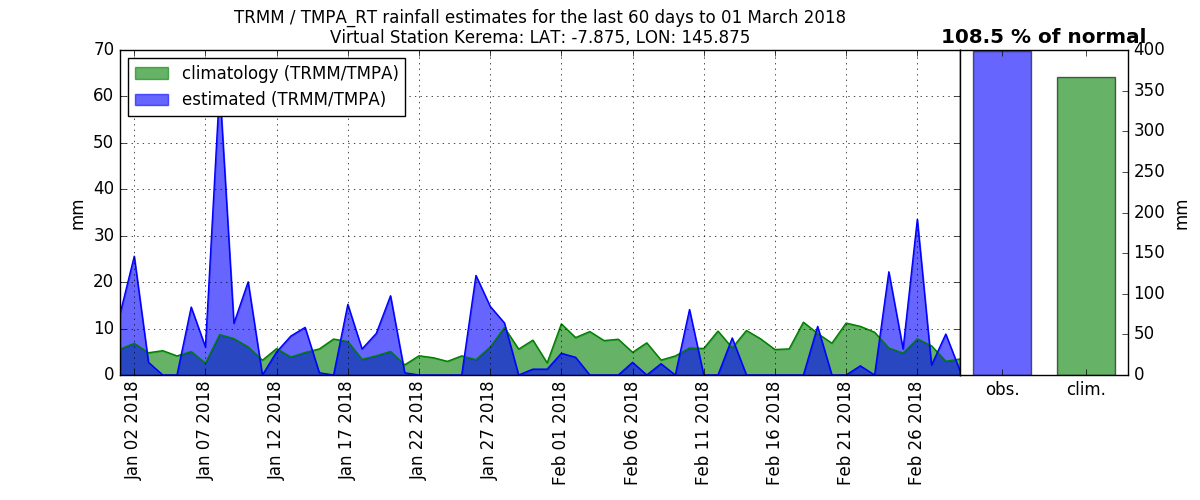 TRMM / TMPA_RT rainfall estimates for the last 60 days to 01 March 2018
Virtual Station Kerema: LAT: -7.875, LON: 145.875
108.5 % of normal
climatology (TRMM/TMPA)
estimated (TRMM/TMPA)
70
60
50
40
30
20
10
0
mm
Jan 02 2018
Jan 07 2018
Jan 12 2018
Jan 17 2018
Jan 22 2018
Jan 27 2018
Feb 01 2018
Feb 06 2018
Feb 11 2018
Feb 16 2018
Feb 21 2018
Feb 26 2018
obs.
clim.
400
350
300
250
200
150
100
50
0
mm